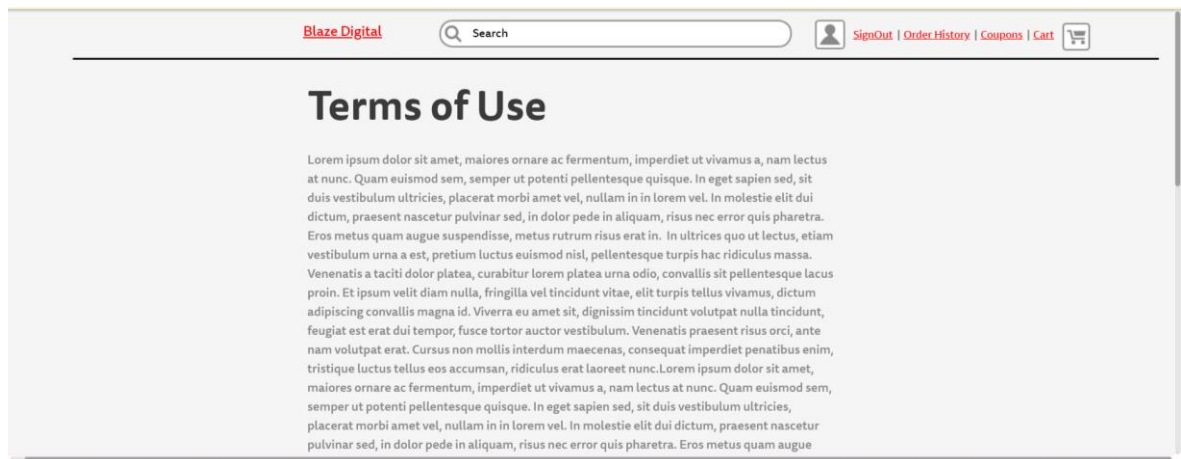 Blaze Digital
Search
SignOut | Order History | Coupons | Cart
Terms of Use
Lorem ipsum dolor sit amet, maiores ornare ac fermentum, imperdiet ut vivamus a, nam lectus
at nunc. Quam euismod sem, semper ut potenti pellentesque quisque. In eget sapien sed, sit
duis vestibulum ultricies, placerat morbi amet vel, nullam in in lorem vel. In molestie elit dui
dictum, praesent nascetur pulvinar sed, in dolor pede in aliquam, risus nec error quis pharetra.
Eros metus quam augue suspendisse, metus rutrum risus erat in.  In ultrices quo ut lectus, etiam
vestibulum urna a est, pretium luctus euismod nisl, pellentesque turpis hac ridiculus massa.
Venenatis a taciti dolor platea, curabitur lorem platea urna odio, convallis sit pellentesque lacus
proin. Et ipsum velit diam nulla, fringilla vel tincidunt vitae, elit turpis tellus vivamus, dictum
adipiscing convallis magna id. Viverra eu amet sit, dignissim tincidunt volutpat nulla tincidunt,
feugiat est erat dui tempor, fusce tortor auctor vestibulum. Venenatis praesent risus orci, ante
nam volutpat erat. Cursus non mollis interdum maecenas, consequat imperdiet penatibus enim,
tristique luctus tellus eos accumsan, ridiculus erat laoreet nunc.Lorem ipsum dolor sit amet,
maiores ornare ac fermentum, imperdiet ut vivamus a, nam lectus at nunc. Quam euismod sem,
semper ut potenti pellentesque quisque. In eget sapien sed, sit duis vestibulum ultricies,
placerat morbi amet vel, nullam in in lorem vel. In molestie elit dui dictum, praesent nascetur
pulvinar sed, in dolor pede in aliquam, risus nec error quis pharetra. Eros metus quam augue